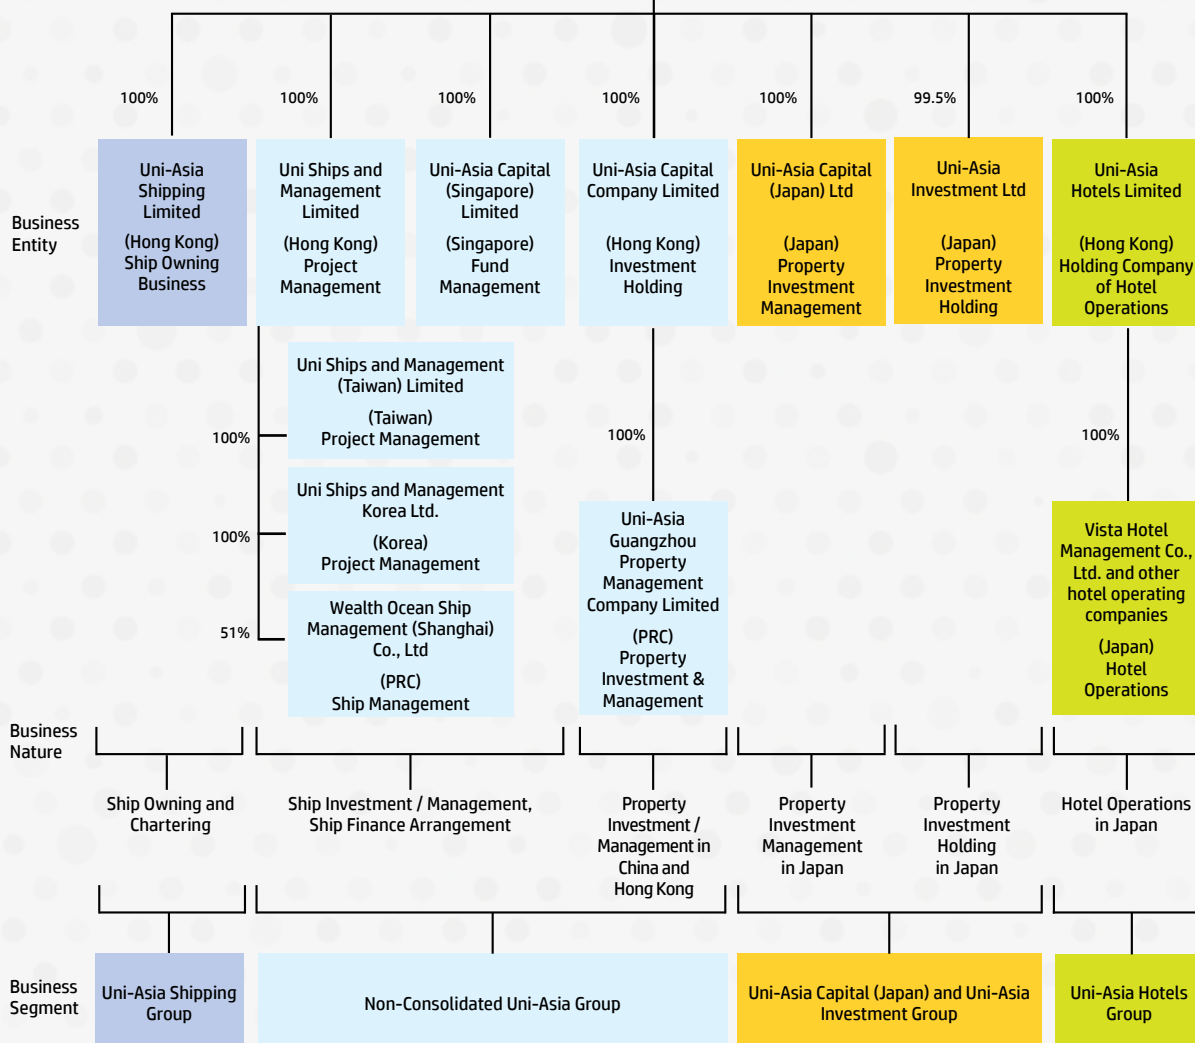 100%
100%
100%
100%
100%
99.5%
100%
Business
Entity
Uni-Asia
Shipping
Limited
(Hong Kong)
Ship Owning
Business
Uni Ships and
Management
Limited
(Hong Kong)
Project
Management
Uni-Asia Capital
(Singapore)
Limited
(Singapore)
Fund
Management
Uni-Asia Capital
Company Limited
(Hong Kong)
Investment
Holding
Uni-Asia Capital
(Japan) Ltd
(Japan)
Property
Investment
Management
Uni-Asia
Investment Ltd
(Japan)
Property
Investment
Holding
Uni-Asia
Hotels Limited
(Hong Kong)
Holding Company
of Hotel
Operations
100%
Uni Ships and Management
(Taiwan) Limited
(Taiwan)
Project Management
100%
Uni Ships and Management
Korea Ltd.
(Korea)
Project Management
51%
Wealth Ocean Ship
Management (Shanghai)
Co., Ltd
(PRC)
Ship Management
100%
Uni-Asia
Guangzhou
Property
Management
Company Limited
(PRC)
Property
Investment &
Management
100%
Vista Hotel
Management Co.,
Ltd. and other
hotel operating
companies
(Japan)
Hotel
Operations
Business
Nature
Ship Owning and
Chartering
Ship Investment / Management,
Ship Finance Arrangement
Property
Investment /
Management in
China and
Hong Kong
Property
Investment
Management
in Japan
Property
Investment
Holding
in Japan
Hotel Operations
in Japan
Business
Segment
Uni-Asia Shipping
Group
Non-Consolidated Uni-Asia Group
Uni-Asia Capital (Japan) and Uni-Asia
Investment Group
Uni-Asia Hotels
Group